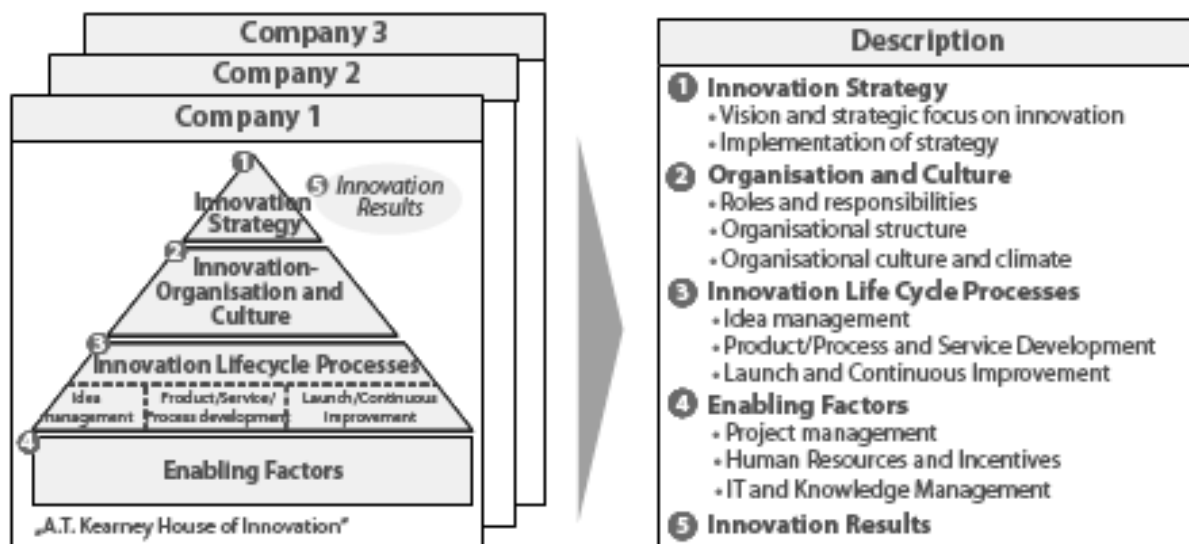 Company 3
Company 2
Company 1
1
Innovation
Strategy
5 Innovation
Results
2
Innovation-
Organisation and
Culture
3
Innovation Lifecycle Processes
Idea
management
Product/Service/
Process development
Launch/Continuous
Improvement
4
Enabling Factors
„A.T. Kearney House of Innovation"
Description
1 Innovation Strategy
• Vision and strategic focus on innovation
• Implementation of strategy
2 Organisation and Culture
• Roles and responsibilities
• Organisational structure
• Organisational culture and climate
3 Innovation Life Cycle Processes
• Idea management
• Product/Process and Service Development
• Launch and Continuous Improvement
4 Enabling Factors
• Project management
• Human Resources and Incentives
• IT and Knowledge Management
5 Innovation Results